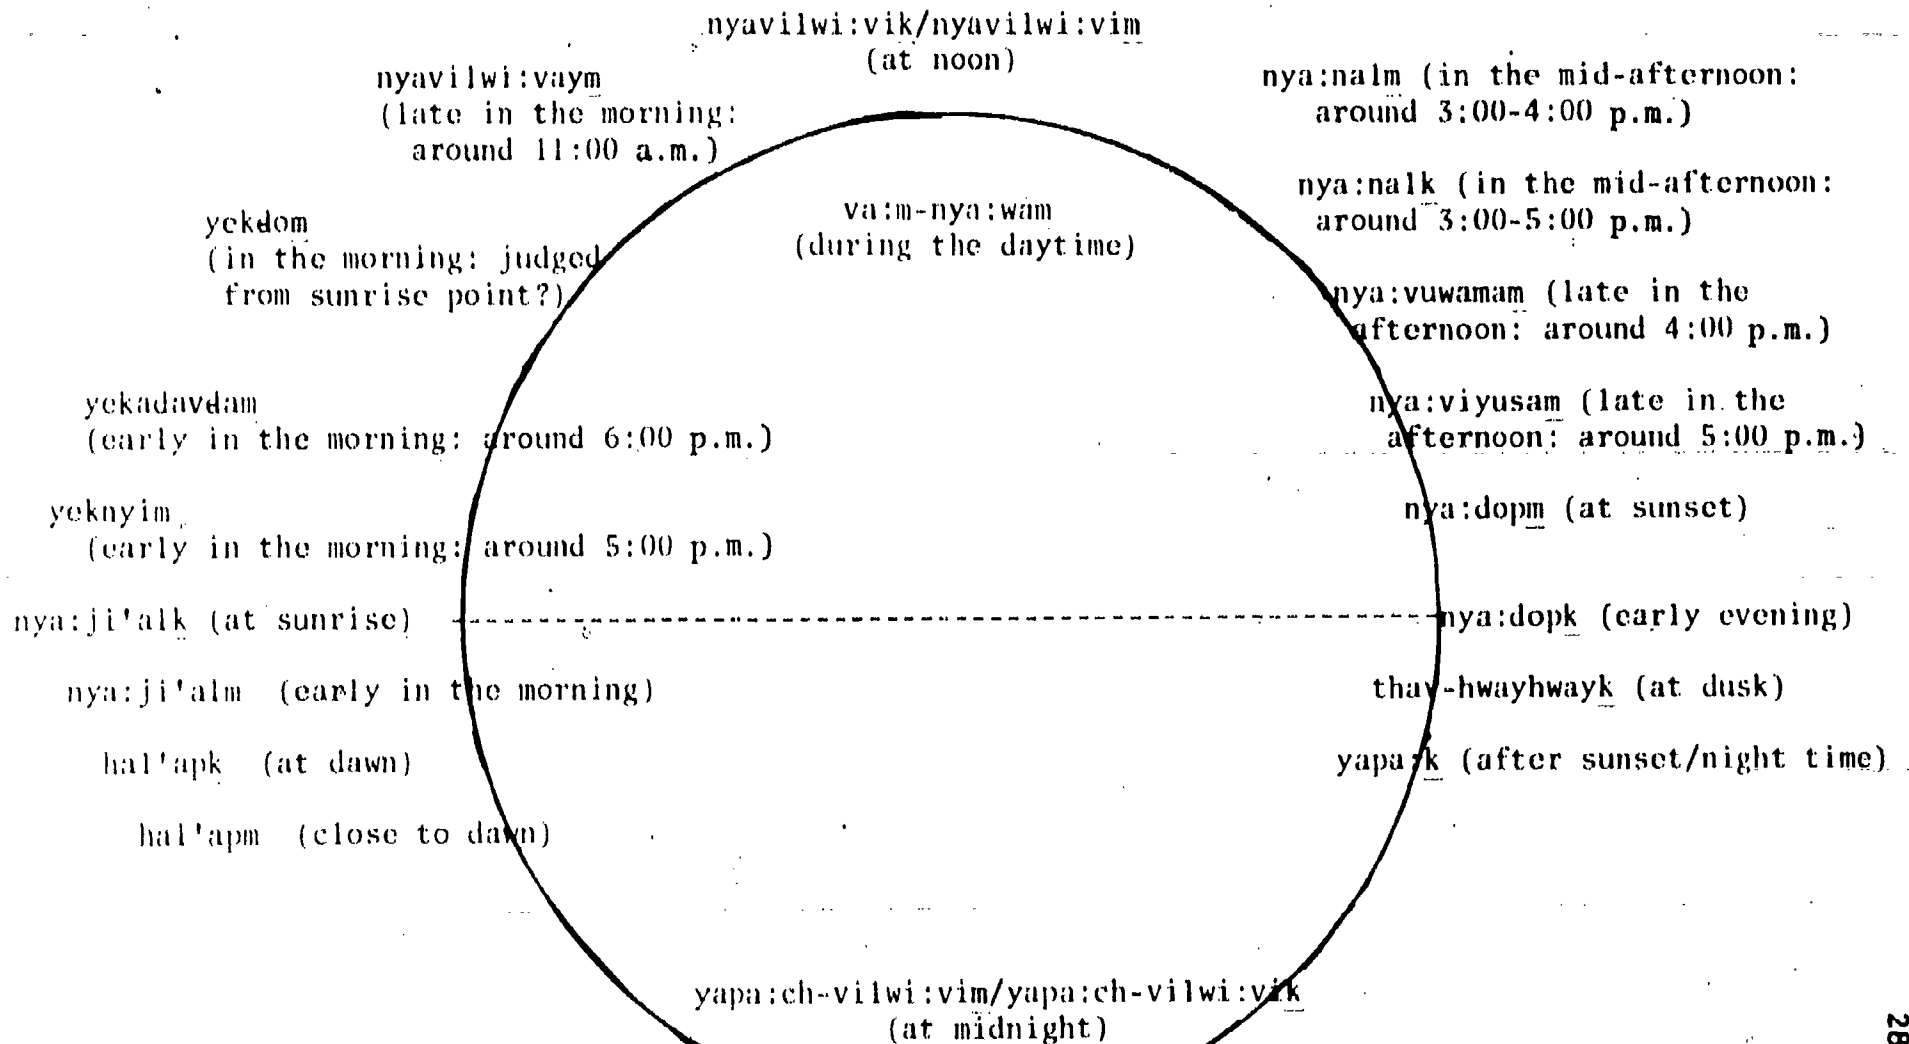 nyavilwi:vik/nyavilwi:vim
(at noon)
nyavilwi:vaym
(late in the morning:
around 11:00 a.m.)
nya:nalm (in the mid-afternoon:
around 3:00-4:00 p.m.)
nya:nalk (in the mid-afternoon:
around 3:00-5:00 p.m.)
va:m-nya:wam
(during the daytime)
yekdom
(in the morning: judged
from sunrise point?)
nya:vuwamam (late in the
afternoon: around 4:00 p.m.)
yekadavdam
(early in the morning: around 6:00 p.m.)
nya:viyusam (late in the
afternoon: around 5:00 p.m.)
yeknyim
(early in the morning: around 5:00 p.m.)
nya:dopm (at sunset)
nya:ji'alk (at sunrise)
nya:dopk (early evening)
nya:ji'alm (early in the morning)
thav-hwayhwayk (at dusk)
hal'apk (at dawn)
yapa:k (after sunset/night time)
hal'apm (close to dawn)
yapa:ch-vilwi:vim/yapa:ch-vilwi:vik
(at midnight)
28